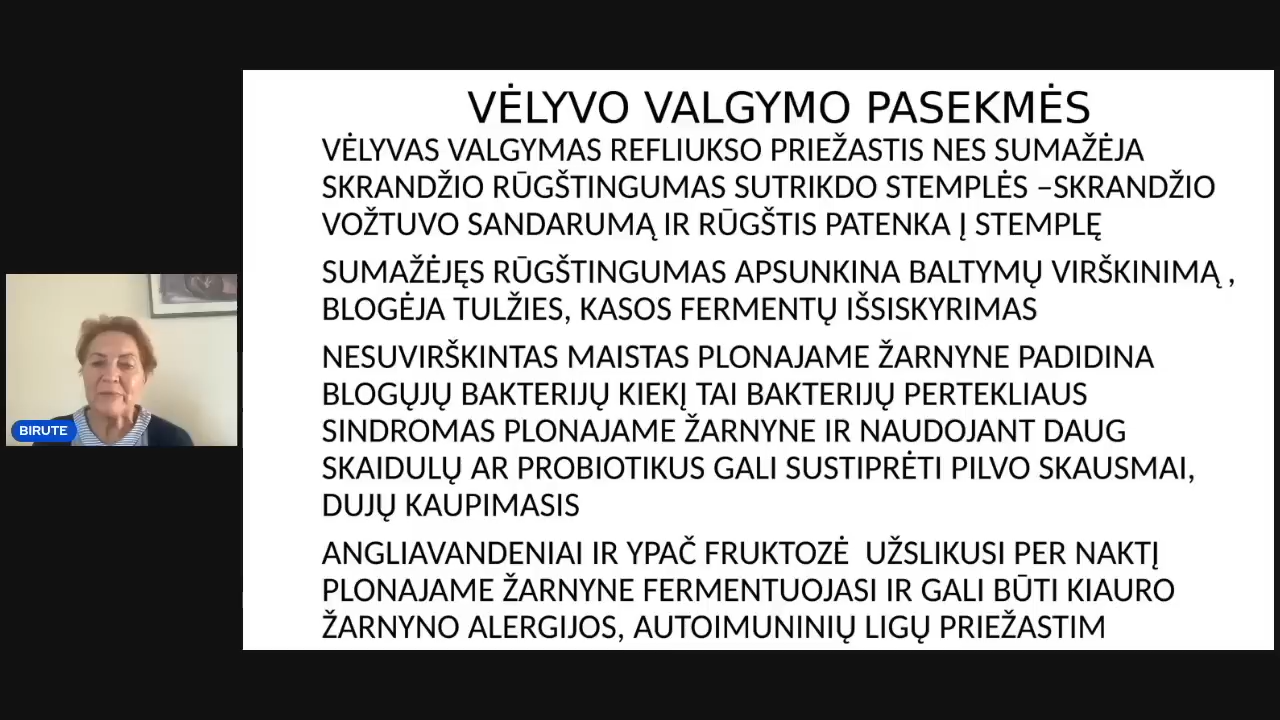 VĖLYVO VALGYMO PASEKMĖS
VĖLYVAS VALGYMAS REFLIUKSO PRIEŽASTIS NES SUMAŽĖJA
SKRANDŽIO RŪGŠTINGUMAS SUTRIKDO STEMPLĖS –SKRANDŽIO
VOŽTUVO SANDARUMĄ IR RŪGŠTIS PATENKA Į STEMPLĘ
SUMAŽĖJĘS RŪGŠTINGUMAS APSUNKINA BALTYMŲ VIRŠKINIMĄ ,
BLOGĖJA TULŽIES, KASOS FERMENTŲ IŠSISKYRIMAS
NESUVIRŠKINTAS MAISTAS PLONAJAME ŽARNYNE PADIDINA
BLOGŲJŲ BAKTERIJŲ KIEKĮ TAI BAKTERIJŲ PERTEKLIAUS
SINDROMAS PLONAJAME ŽARNYNE IR NAUDOJANT DAUG
SKAIDULŲ AR PROBIOTIKUS GALI SUSTIPRĖTI PILVO SKAUSMAI,
DUJŲ KAUPIMASIS
ANGLIAVANDENIAI IR YPAČ FRUKTOZĖ  UŽSLIKUSI PER NAKTĮ
PLONAJAME ŽARNYNE FERMENTUOJASI IR GALI BŪTI KIAURO
ŽARNYNO ALERGIJOS, AUTOIMUNINIŲ LIGŲ PRIEŽASTIM
BIRUTE